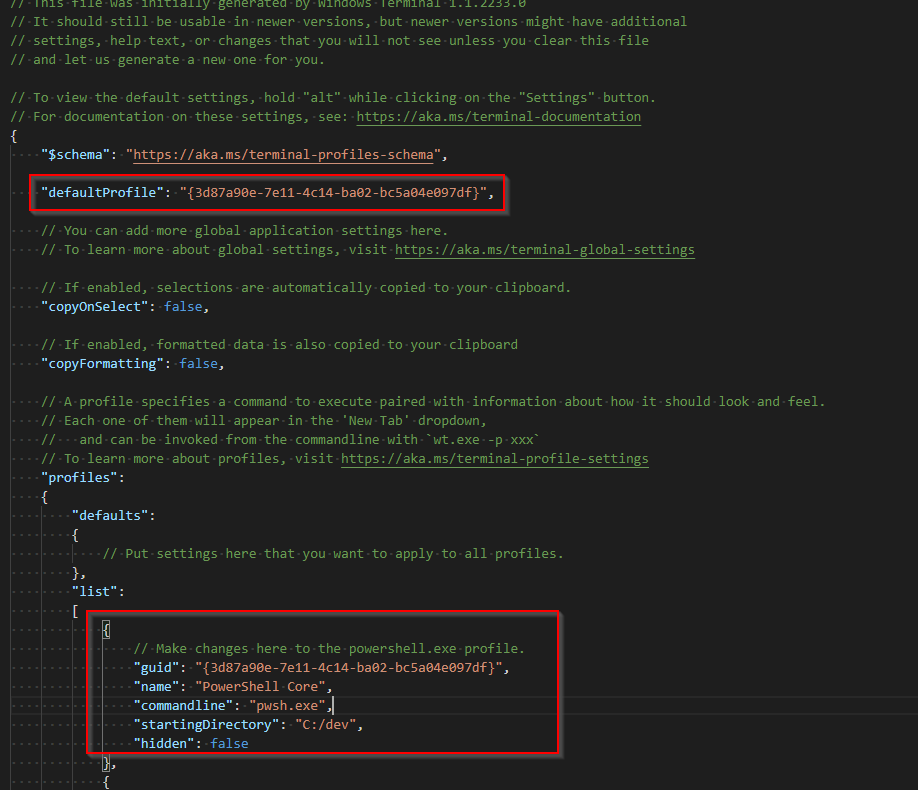 // This file was initially generated by Windows Terminal 1.1.2233.0
// It should still be usable in newer versions, but newer versions might have additional
// settings, help text, or changes that you will not see unless you clear this file
// and let us generate a new one for you.
// To view the default settings, hold "alt" while clicking on the "Settings" button.
// For documentation on these settings, see: https://aka.ms/terminal-documentation
{
"$schema": "https://aka.ms/terminal-profiles-schema",
"defaultProfile": "{3d87a90e-7e11-4c14-ba02-bc5a04e097df}",
// You can add more global application settings here.
// To learn more about global settings, visit https://aka.ms/terminal-global-settings
// If enabled, selections are automatically copied to your clipboard.
"copyOnSelect": false,
// If enabled, formatted data is also copied to your clipboard
"copyFormatting": false,
// A profile specifies a command to execute paired with information about how it should look and feel.
// Each one of them will appear in the 'New Tab' dropdown,
//   and can be invoked from the commandline with `wt.exe -p xxx`
// To learn more about profiles, visit https://aka.ms/terminal-profile-settings
"profiles":
{
"defaults":
{
// Put settings here that you want to apply to all profiles.
},
"list":
[
{
// Make changes here to the powershell.exe profile.
"guid": "{3d87a90e-7e11-4c14-ba02-bc5a04e097df}",
"name": "PowerShell Core",
"commandline": "pwsh.exe",
"startingDirectory": "C:/dev",
"hidden": false
},
{